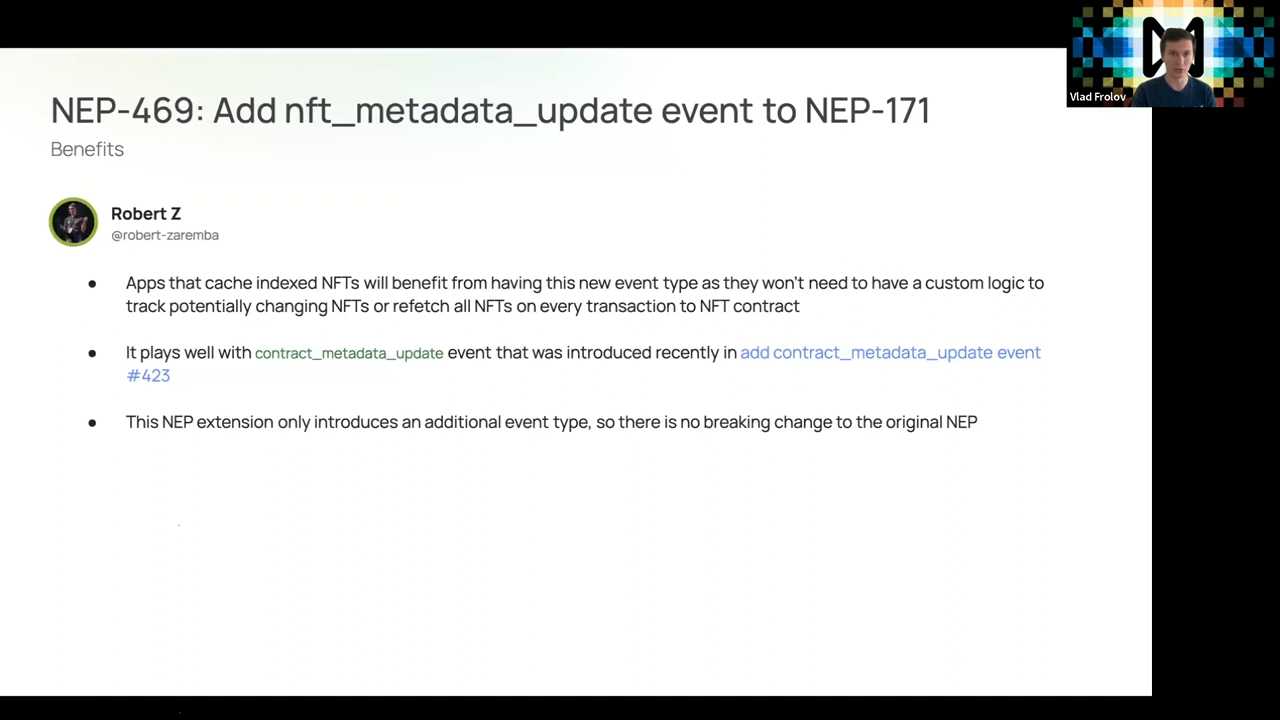 NEP-469: Add nft_metadata_update event to NEP-171
Benefits
Vlad Frolov
Robert Z
@robert-zaremba
● Apps that cache indexed NFTs will benefit from having this new event type as they won't need to have a custom logic to
track potentially changing NFTs or refetch all NFTs on every transaction to NFT contract
● It plays well with contract_metadata_update event that was introduced recently in add contract_metadata_update event
#423
● This NEP extension only introduces an additional event type, so there is no breaking change to the original NEP